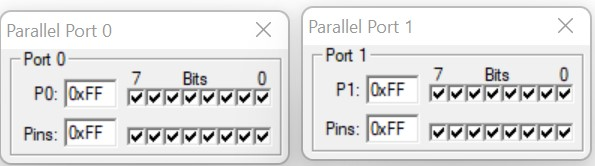 Parallel Port 0
Port 0
7 Bits 0
P0: 0xFF
Pins: 0xFF
Parallel Port 1
Port 1
7 Bits 0
P1: 0xFF
Pins: 0xFF